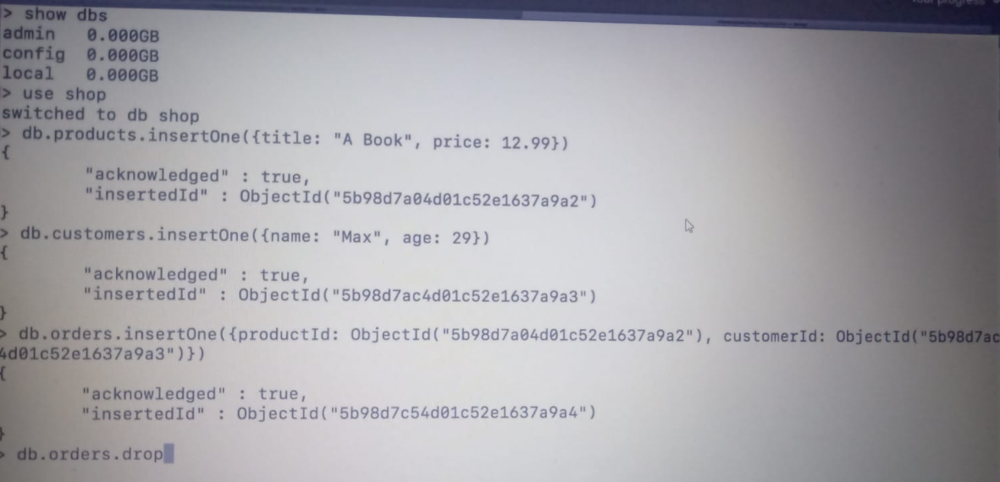 Your progress
> show dbs
admin   0.000GB
config  0.000GB
local   0.000GB
> use shop
switched to db shop
> db.products.insertOne({title: "A Book", price: 12.99})
{
        "acknowledged" : true,
        "insertedId" : ObjectId("5b98d7a04d01c52e1637a9a2")
}
> db.customers.insertOne({name: "Max", age: 29})
{
        "acknowledged" : true,
        "insertedId" : ObjectId("5b98d7ac4d01c52e1637a9a3")
}
> db.orders.insertOne({productId: ObjectId("5b98d7a04d01c52e1637a9a2"), customerId: ObjectId("5b98d7ac
4d01c52e1637a9a3")})
{
        "acknowledged" : true,
        "insertedId" : ObjectId("5b98d7c54d01c52e1637a9a4")
}
> db.orders.drop